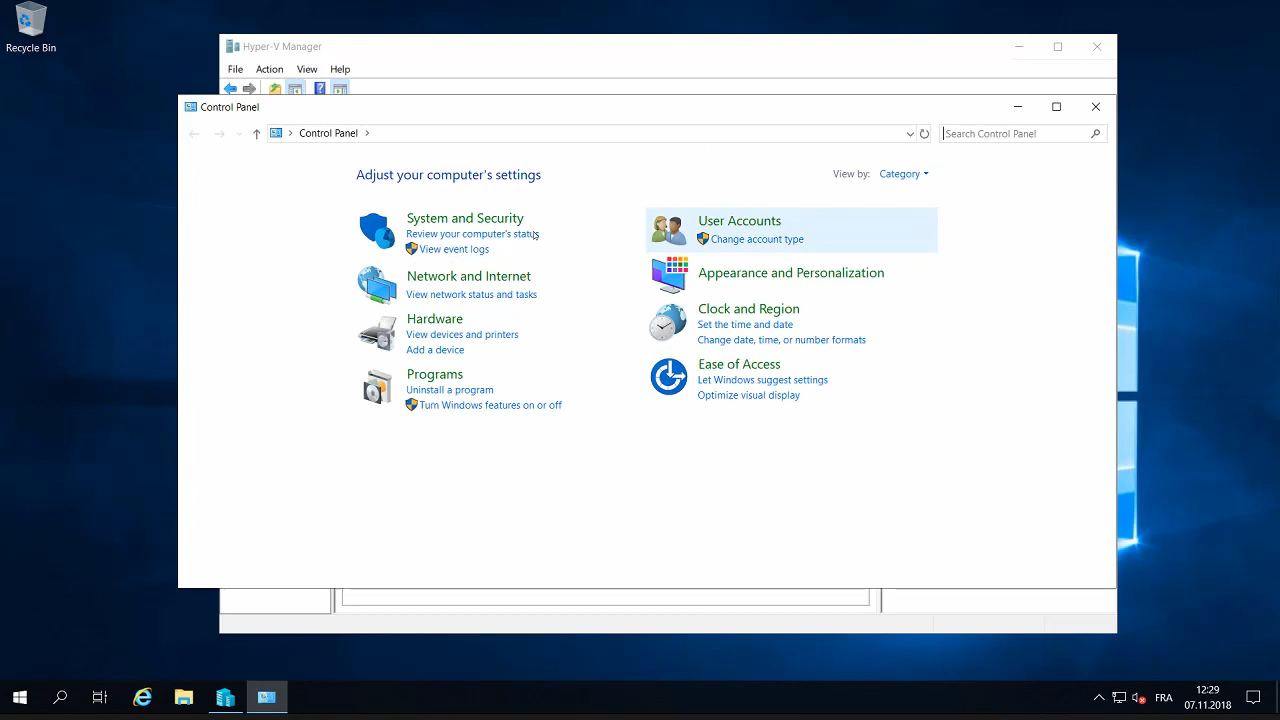 Recycle Bin
Hyper-V Manager
File Action View Help
Control Panel
Control Panel
Search Control Panel
Adjust your computer's settings
View by: Category
System and Security
Review your computer's status
View event logs
Network and Internet
View network status and tasks
Hardware
View devices and printers
Add a device
Programs
Uninstall a program
Turn Windows features on or off
User Accounts
Change account type
Appearance and Personalization
Clock and Region
Set the time and date
Change date, time, or number formats
Ease of Access
Let Windows suggest settings
Optimize visual display
FRA
12:29
07.11.2018